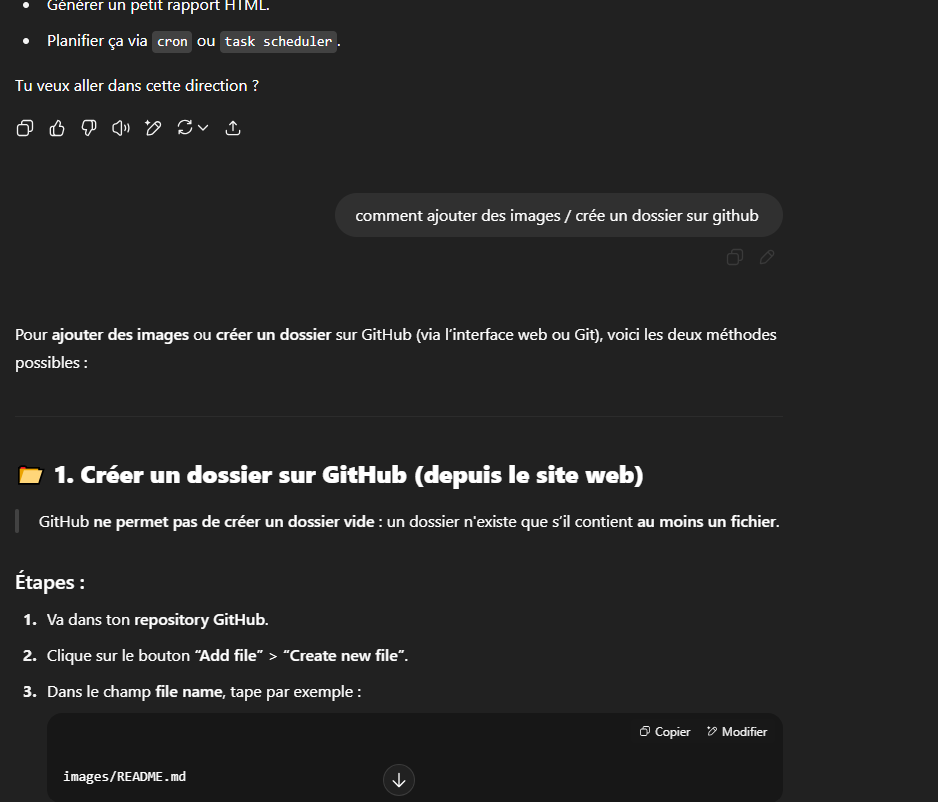 Générer un petit rapport HTML.
Planifier ça via cron ou task scheduler.
Tu veux aller dans cette direction ?
comment ajouter des images / crée un dossier sur github
Pour ajouter des images ou créer un dossier sur GitHub (via l’interface web ou Git), voici les deux méthodes
possibles :
1. Créer un dossier sur GitHub (depuis le site web)
GitHub ne permet pas de créer un dossier vide : un dossier n'existe que s’il contient au moins un fichier.
Étapes :
1. Va dans ton repository GitHub.
2. Clique sur le bouton “Add file” > “Create new file”.
3. Dans le champ file name, tape par exemple :
Copier Modifier
images/README.md